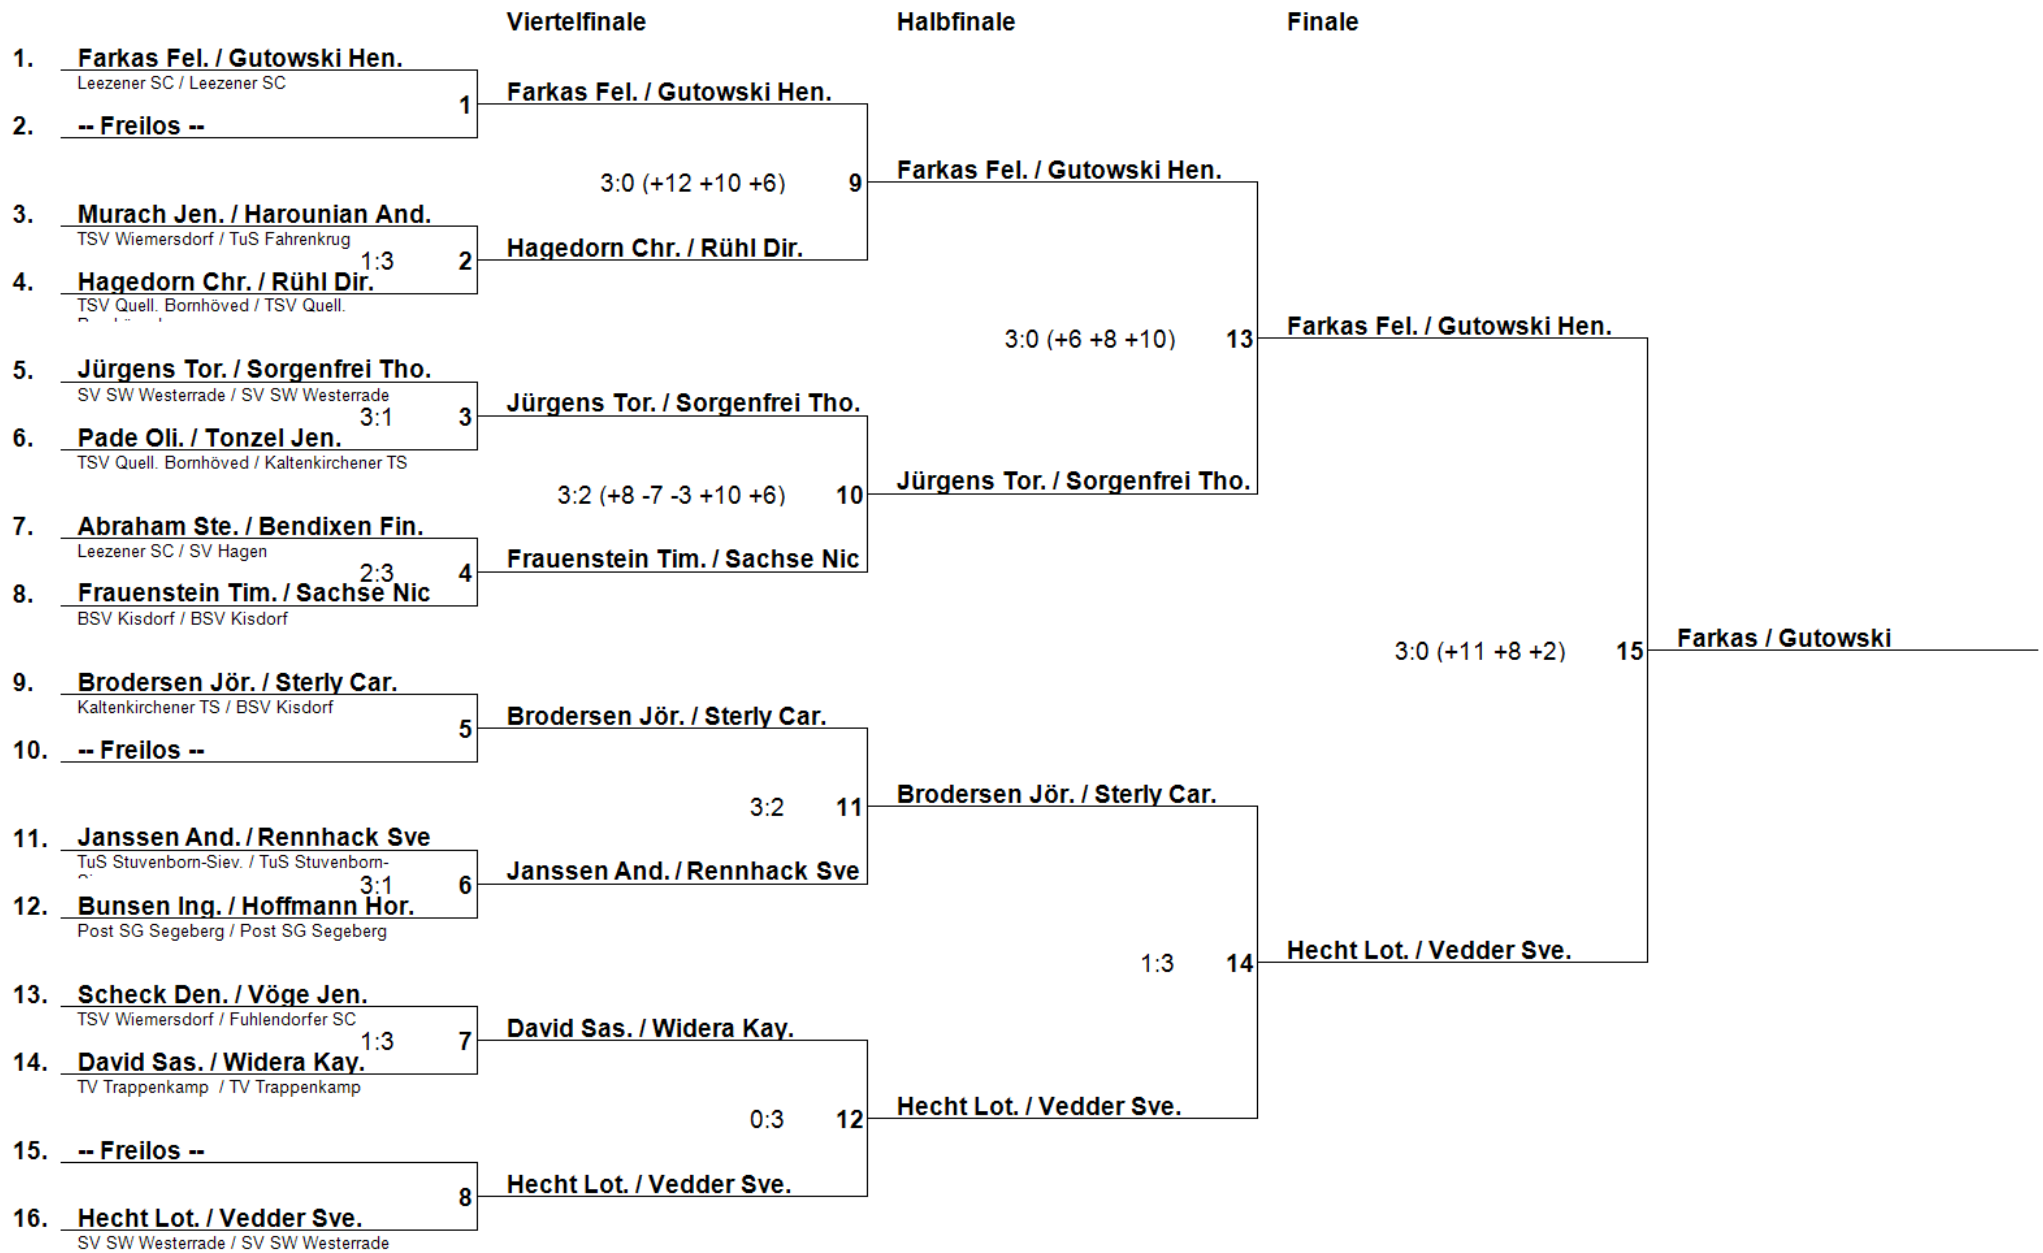 Viertelfinale Halbfinale Finale
1. Farkas Fel. / Gutowski Hen.
Leezener SC / Leezener SC
1 Farkas Fel. / Gutowski Hen.
2. -- Freilos --
3:0 (+12 +10 +6) 9 Farkas Fel. / Gutowski Hen.
3. Murach Jen. / Harounian And.
TSV Wiemersdorf / TuS Fahrenkrug
1:3 2 Hagedorn Chr. / Rühl Dir.
4. Hagedorn Chr. / Rühl Dir.
TSV Quell. Bornhöved / TSV Quell.
3:0 (+6 +8 +10) 13 Farkas Fel. / Gutowski Hen.
5. Jürgens Tor. / Sorgenfrei Tho.
SV SW Westerrade / SV SW Westerrade
3:1 3 Jürgens Tor. / Sorgenfrei Tho.
6. Pade Oli. / Tonzel Jen.
TSV Quell. Bornhöved / Kaltenkirchener TS
3:2 (+8 -7 -3 +10 +6) 10 Jürgens Tor. / Sorgenfrei Tho.
7. Abraham Ste. / Bendixen Fin.
Leezener SC / SV Hagen
2:3 4 Frauenstein Tim. / Sachse Nic
8. Frauenstein Tim. / Sachse Nic
BSV Kisdorf / BSV Kisdorf
3:0 (+11 +8 +2) 15 Farkas / Gutowski
9. Brodersen Jör. / Sterly Car.
Kaltenkirchener TS / BSV Kisdorf
5 Brodersen Jör. / Sterly Car.
10. -- Freilos --
3:2 11 Brodersen Jör. / Sterly Car.
11. Janssen And. / Rennhack Sve
TuS Stuvenborn-Siev. / TuS Stuvenborn-
3:1 6 Janssen And. / Rennhack Sve
12. Bunsen Ing. / Hoffmann Hor.
Post SG Segeberg / Post SG Segeberg
1:3 14 Hecht Lot. / Vedder Sve.
13. Scheck Den. / Vöge Jen.
TSV Wiemersdorf / Fuhlendorfer SC
1:3 7 David Sas. / Widera Kay.
14. David Sas. / Widera Kay.
TV Trappenkamp / TV Trappenkamp
0:3 12 Hecht Lot. / Vedder Sve.
15. -- Freilos --
8 Hecht Lot. / Vedder Sve.
16. Hecht Lot. / Vedder Sve.
SV SW Westerrade / SV SW Westerrade